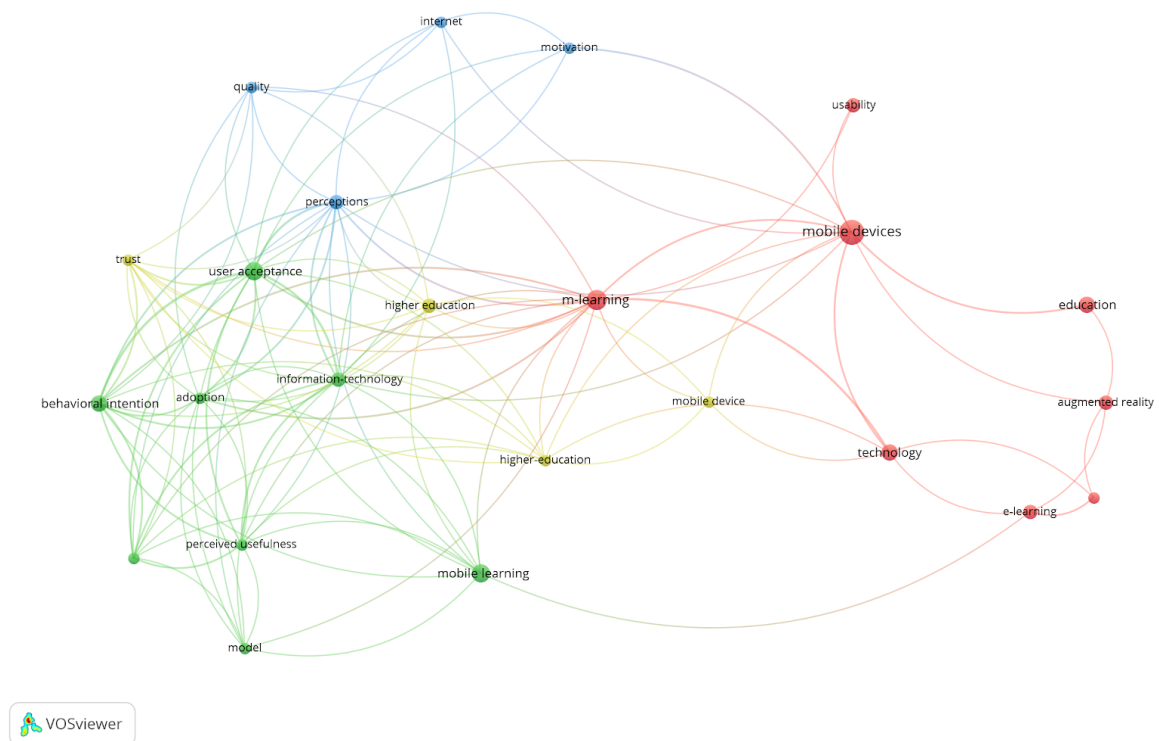 internet
motivation
quality
usability
perceptions
mobile devices
trust
user acceptance
higher education
m-learning
education
information-technology
behavioral intention
adoption
mobile device
augmented reality
technology
higher-education
e-learning
perceived usefulness
mobile learning
model
VOSviewer